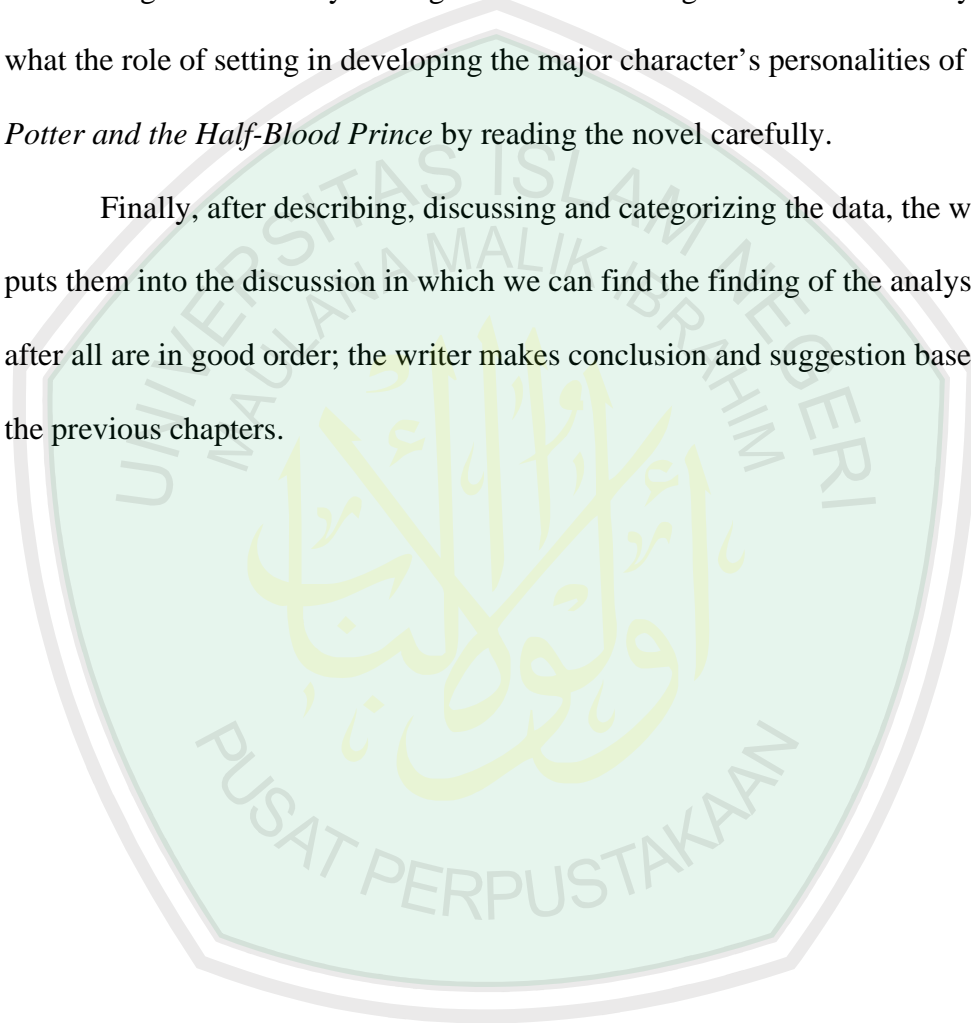 what the role of setting in developing the major character’s personalities of
Potter and the Half-Blood Prince by reading the novel carefully.
Finally, after describing, discussing and categorizing the data, the w
puts them into the discussion in which we can find the finding of the analys
after all are in good order; the writer makes conclusion and suggestion base
the previous chapters.
UNIVERSITAS ISLAM NEGERI
MAULANA MALIK IBRAHIM
PUSAT PERPUSTAKAAN